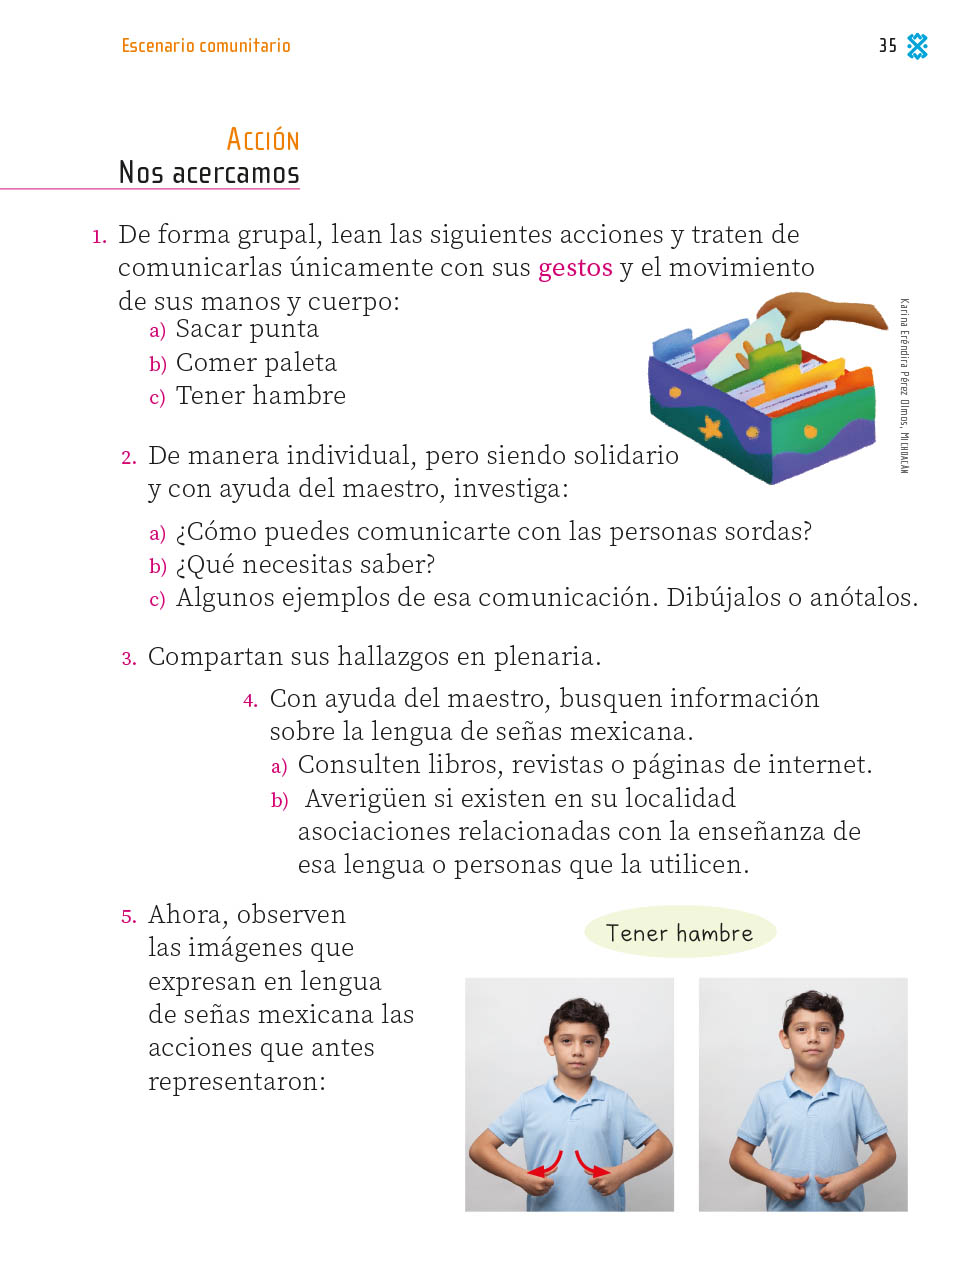 Escenario comunitario
35
Acción
Nos acercamos
1. De forma grupal, lean las siguientes acciones y traten de
comunicarlas únicamente con sus gestos y el movimiento
de sus manos y cuerpo:
a) Sacar punta
b) Comer paleta
c) Tener hambre
Karina Eréndira Pérez Olmos, Michoacán
2. De manera individual, pero siendo solidario
y con ayuda del maestro, investiga:
a) ¿Cómo puedes comunicarte con las personas sordas?
b) ¿Qué necesitas saber?
c) Algunos ejemplos de esa comunicación. Dibújalos o anótalos.
3. Compartan sus hallazgos en plenaria.
4. Con ayuda del maestro, busquen información
sobre la lengua de señas mexicana.
a) Consulten libros, revistas o páginas de internet.
b) Averigüen si existen en su localidad
asociaciones relacionadas con la enseñanza de
esa lengua o personas que la utilicen.
5. Ahora, observen
las imágenes que
expresan en lengua
de señas mexicana las
acciones que antes
representaron:
Tener hambre